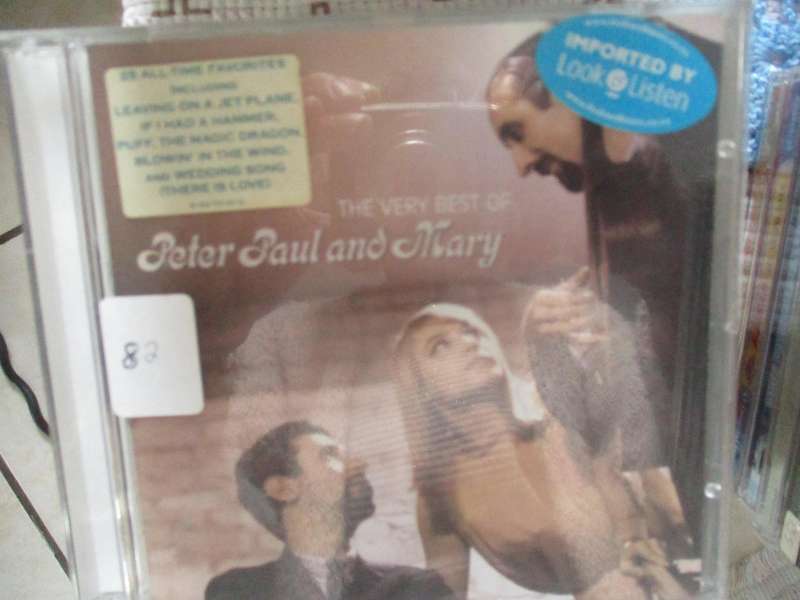 25 ALL-TIME FAVORITES
INCLUDING
LEAVING ON A JET PLANE,
IF I HAD A HAMMER,
PUFF, THE MAGIC DRAGON,
BLOWIN' IN THE WIND,
AND WEDDING SONG
(THERE IS LOVE)
IMPORTED BY
Look & Listen
THE VERY BEST OF
Peter Paul and Mary
82